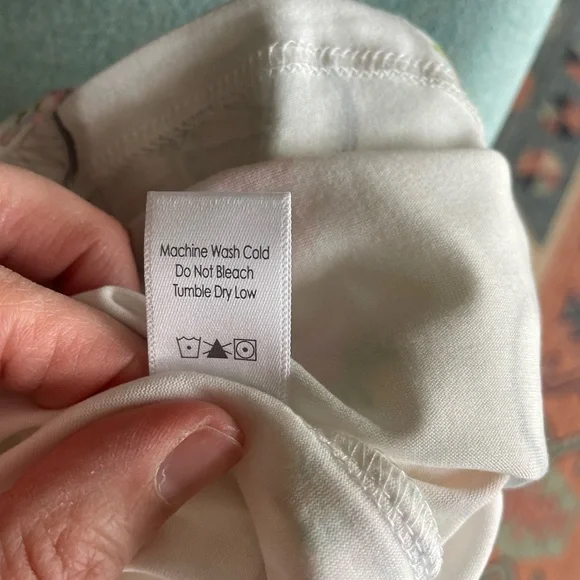 Machine Wash Cold
Do Not Bleach
Tumble Dry Low